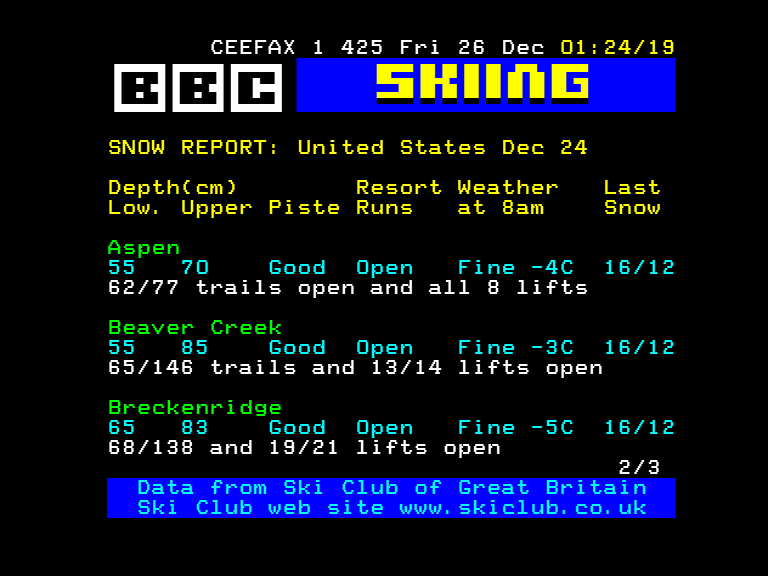 CEEFAX 1 425 Fri 26 Dec 01:24/19
BBC SKIING
SNOW REPORT: United States Dec 24
Depth(cm) Resort Weather Last
Low. Upper Piste Runs at 8am Snow
Aspen
55 70 Good Open Fine -4C 16/12
62/77 trails open and all 8 lifts
Beaver Creek
55 85 Good Open Fine -3C 16/12
65/146 trails and 13/14 lifts open
Breckenridge
65 83 Good Open Fine -5C 16/12
68/138 and 19/21 lifts open
2/3
Data from Ski Club of Great Britain
Ski Club web site www.skiclub.co.uk